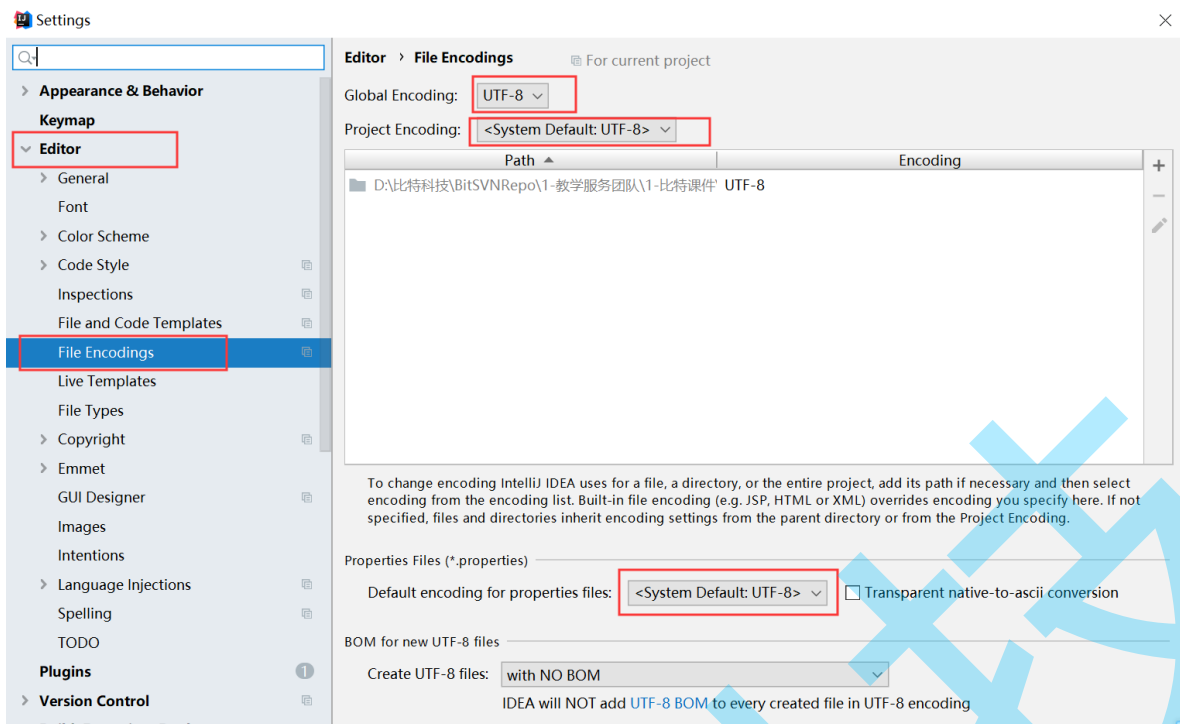 Settings
Appearance & Behavior
Keymap
Editor
General
Font
Color Scheme
Code Style
Inspections
File and Code Templates
File Encodings
Live Templates
File Types
Copyright
Emmet
GUI Designer
Images
Intentions
Language Injections
Spelling
TODO
Plugins 1
Version Control
Editor › File Encodings For current project
Global Encoding: UTF-8
Project Encoding: <System Default: UTF-8>
Path Encoding
D:\比特科技\BitSVNRepo\1-教学服务团队\1-比特课件\ UTF-8
To change encoding IntelliJ IDEA uses for a file, a directory, or the entire project, add its path if necessary and then select
encoding from the encoding list. Built-in file encoding (e.g. JSP, HTML or XML) overrides encoding you specify here. If not
specified, files and directories inherit encoding settings from the parent directory or from the Project Encoding.
Properties Files (*.properties)
Default encoding for properties files: <System Default: UTF-8> Transparent native-to-ascii conversion
BOM for new UTF-8 files
Create UTF-8 files: with NO BOM
IDEA will NOT add UTF-8 BOM to every created file in UTF-8 encoding